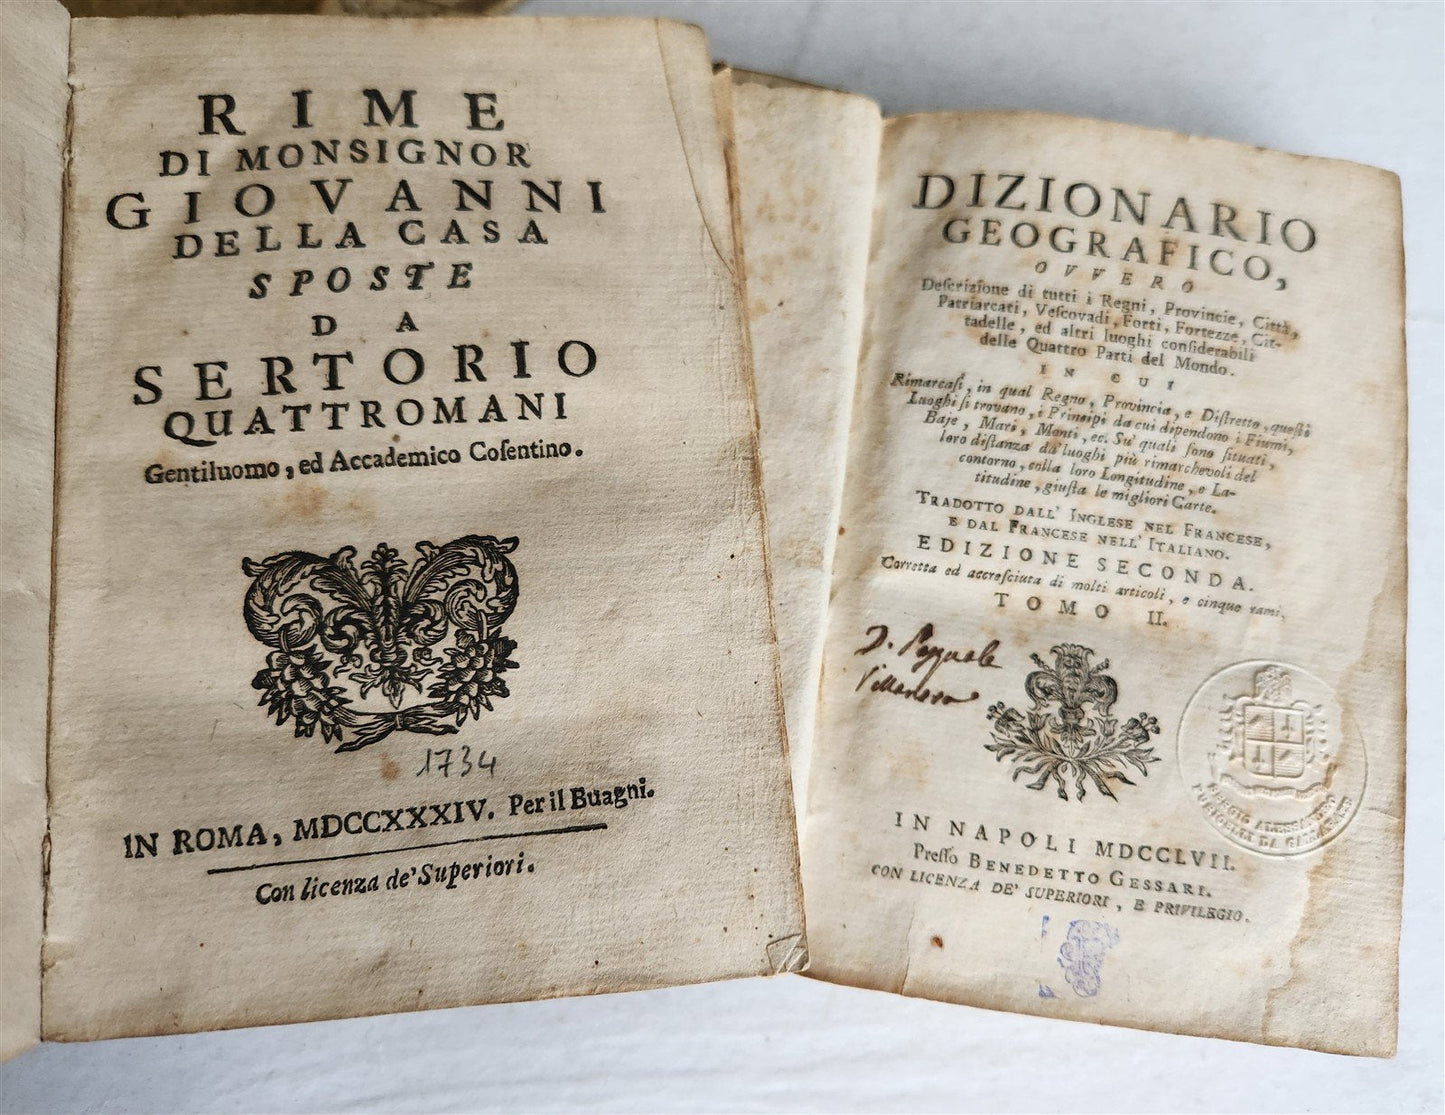 RIME
DI MONSIGNOR
GIOVANNI
DELLA CASA
SPOSTE
DA
SERTORIO
QUATTROMANI
Gentiluomo, ed Accademico Coſentino.
1734
IN ROMA, MDCCXXXIV. Per il Buagni.
Con licenza de' Superiori.
DIZIONARIO
GEOGRAFICO,
OVVERO
Deſcrizione di tutti i Regni, Provincie, Città,
Patriarcati, Veſcovadi, Forti, Fortezze, Cit-
tadelle, ed altri luoghi conſiderabili
delle Quattro Parti del Mondo.
IN CUI
Rimarcaſi, in qual Regno, Provincia, e Diſtretto, queſti
Luoghi ſi trovano, i Principi da cui dipendono i Fiumi,
Baje, Mari, Monti, ec. Su' quali ſono ſituati,
loro diſtanza da' luoghi più rimarchevoli del
contorno, colla loro Longitudine, e La-
titudine, giuſta le migliori Carte.
TRADOTTO DALL' INGLESE NEL FRANCESE,
E DAL FRANCESE NELL' ITALIANO.
EDIZIONE SECONDA.
Corretta ed accreſciuta di molti articoli, e cinque rami,
TOMO II.
D. Pasquale
Villanova
IN NAPOLI MDCCLVII.
Preſſo BENEDETTO GESSARI.
CON LICENZA DE' SUPERIORI, E PRIVILEGIO.